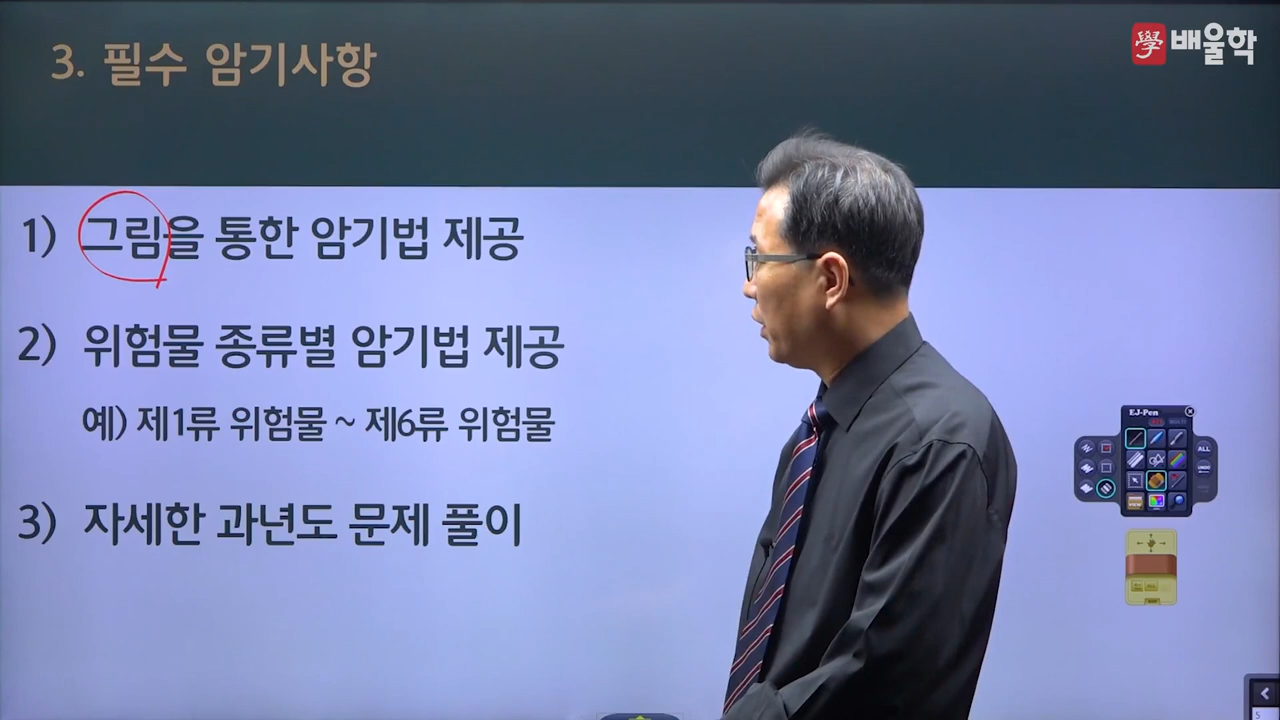 3. 필수 암기사항
學 배울학
1) 그림을 통한 암기법 제공
2) 위험물 종류별 암기법 제공
예) 제1류 위험물 ~ 제6류 위험물
3) 자세한 과년도 문제 풀이
EJ-Pen
ALL
UNDO
5